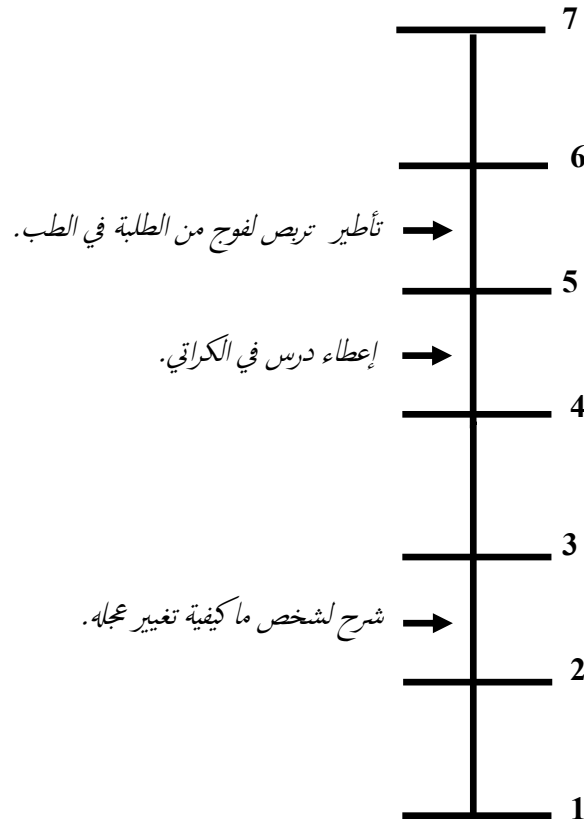 7
6
تأطير تربص لفوج من الطلبة في الطب.
5
إعطاء درس في الكراتي.
4
3
شرح لشخص ما كيفية تغيير عجله.
2
1